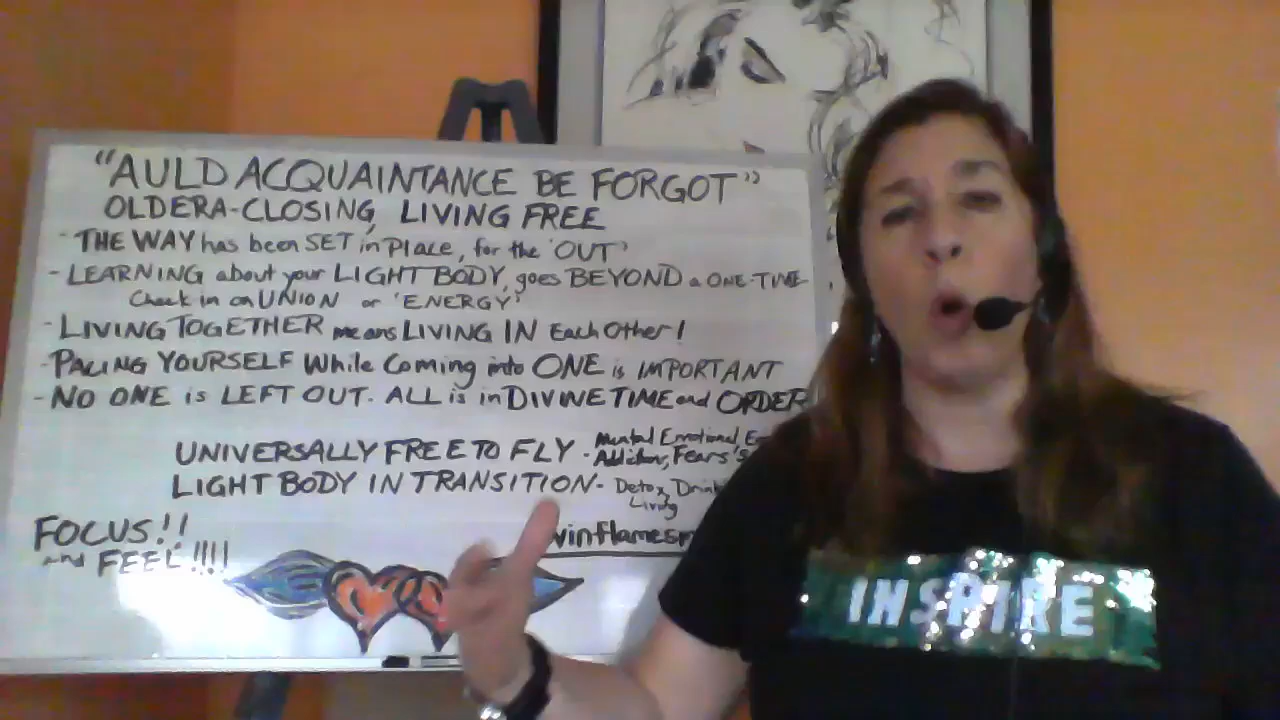 "AULD ACQUAINTANCE BE FORGOT"
OLD ERA-CLOSING, LIVING FREE
- THE WAY has been SET in Place, for the 'OUT'
- LEARNING about your LIGHT BODY, goes BEYOND a ONE-TIME
Check in on UNION or 'ENERGY'
- LIVING TOGETHER means LIVING IN Each Other!
- PACING YOURSELF While Coming into ONE is IMPORTANT
- NO ONE is LEFT OUT. ALL is in DIVINE TIME and ORDER
UNIVERSALLY FREE TO FLY - Mental, Emotional,
Addiction, Fears
LIGHT BODY IN TRANSITION - Detox,
Living
FOCUS!!
and FEEL!!!!
INSPIRE